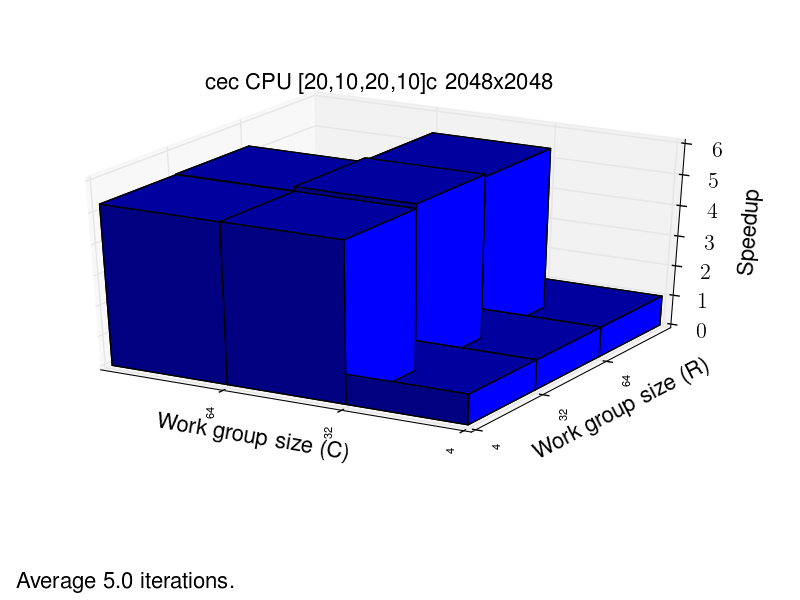 cec CPU [20,10,20,10]c 2048x2048
6
5
4
3
2
1
0
Speedup
64
32
4
Work group size (C)
4
32
64
Work group size (R)
Average 5.0 iterations.